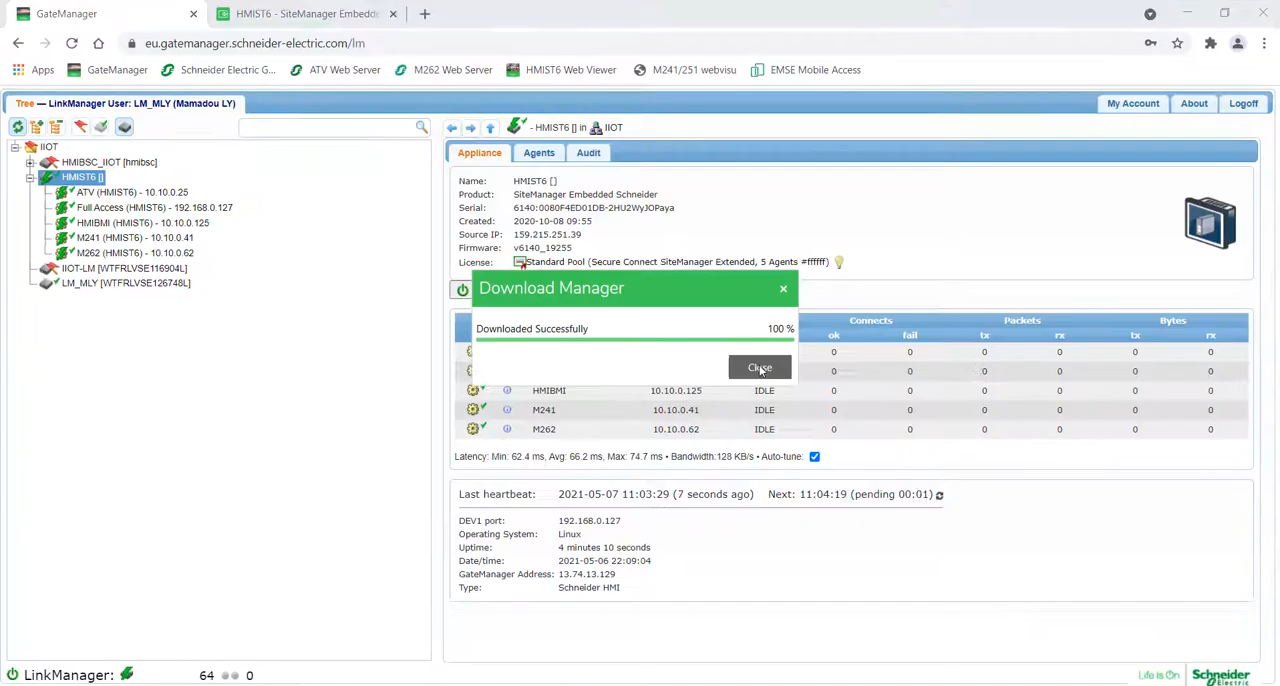 GateManager
HMIST6 - SiteManager Embedde
eu.gatemanager.schneider-electric.com/lm
Apps GateManager Schneider Electric G... ATV Web Server M262 Web Server HMIST6 Web Viewer M241/251 webvisu EMSE Mobile Access
Tree — LinkManager User: LM_MLY (Mamadou LY)
My Account About Logoff
IIOT
HMIBSC_IIOT [hmibsc]
HMIST6 []
ATV (HMIST6) - 10.10.0.25
Full Access (HMIST6) - 192.168.0.127
HMIBMI (HMIST6) - 10.10.0.125
M241 (HMIST6) - 10.10.0.41
M262 (HMIST6) - 10.10.0.62
IIOT-LM [WTFRLVSE116904L]
LM_MLY [WTFRLVSE126748L]
- HMIST6 [] in IIOT
Appliance Agents Audit
Name: HMIST6 []
Product: SiteManager Embedded Schneider
Serial: 6140:0080F4ED01DB-2HU2WyJOPaya
Created: 2020-10-08 09:55
Source IP: 159.215.251.39
Firmware: v6140_19255
License: Standard Pool (Secure Connect SiteManager Extended, 5 Agents #ffffff)
Download Manager ×
Downloaded Successfully 100 %
Close
Connects Packets Bytes
ok fail tx rx tx rx
0 0 0 0 0 0
0 0 0 0 0 0
HMIBMI 10.10.0.125 IDLE 0 0 0 0 0 0
M241 10.10.0.41 IDLE 0 0 0 0 0 0
M262 10.10.0.62 IDLE 0 0 0 0 0 0
Latency: Min: 62.4 ms, Avg: 66.2 ms, Max: 74.7 ms • Bandwidth:128 KB/s • Auto-tune:
Last heartbeat: 2021-05-07 11:03:29 (7 seconds ago) Next: 11:04:19 (pending 00:01)
DEV1 port: 192.168.0.127
Operating System: Linux
Uptime: 4 minutes 10 seconds
Date/time: 2021-05-06 22:09:04
GateManager Address: 13.74.13.129
Type: Schneider HMI
LinkManager: 64 0
Life Is On Schneider Electric